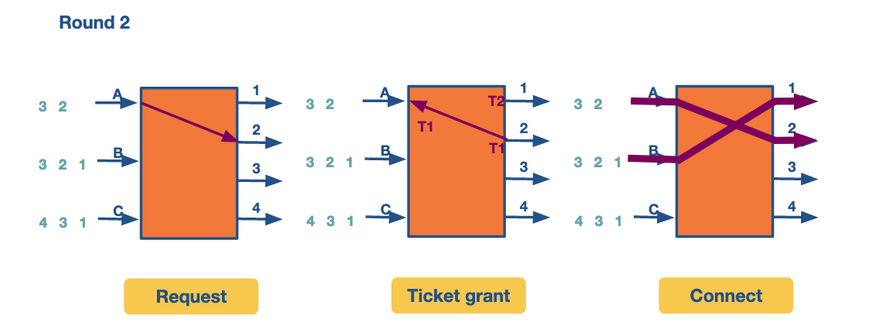 Round 2
A 1 A T2 1 A 1
3 2 3 2 3 2
2 T1 2 2
B B T1 B
3 2 1 3 2 1 3 2 1
3 3 3
C 4 C 4 C 4
4 3 1 4 3 1 4 3 1
Request Ticket grant Connect